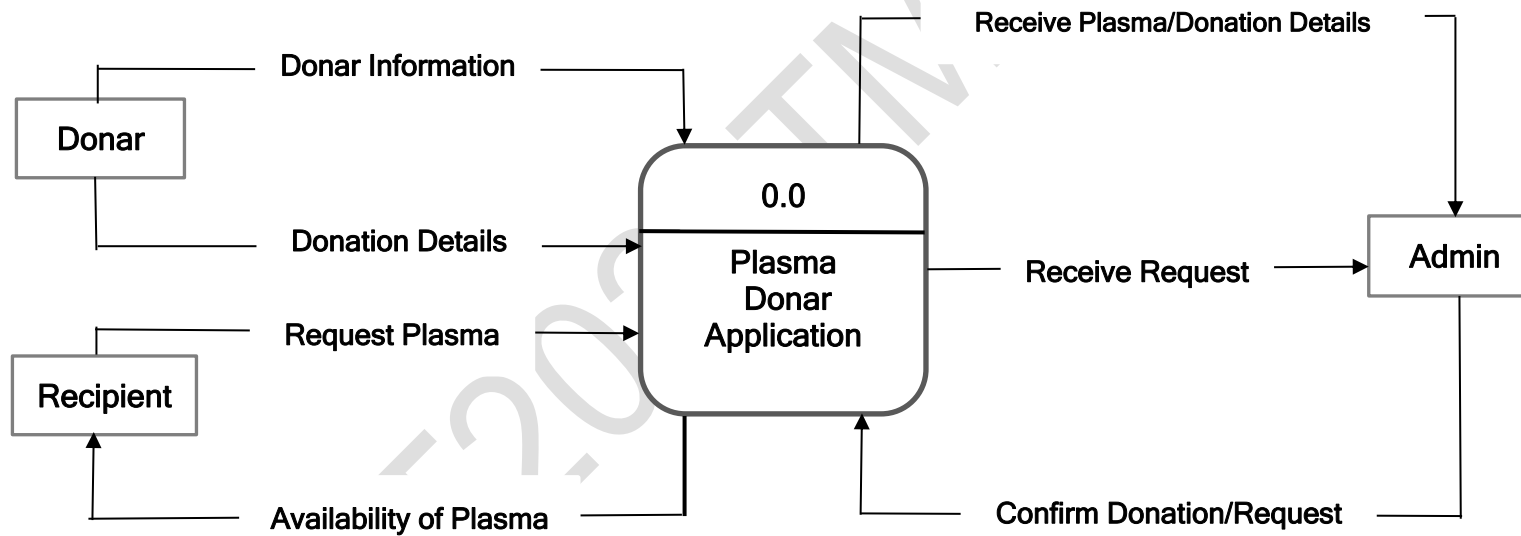 Receive Plasma/Donation Details
Donar Information
Donar
0.0
Donation Details
Plasma
Donar
Application
Receive Request
Admin
Request Plasma
Recipient
Availability of Plasma
Confirm Donation/Request